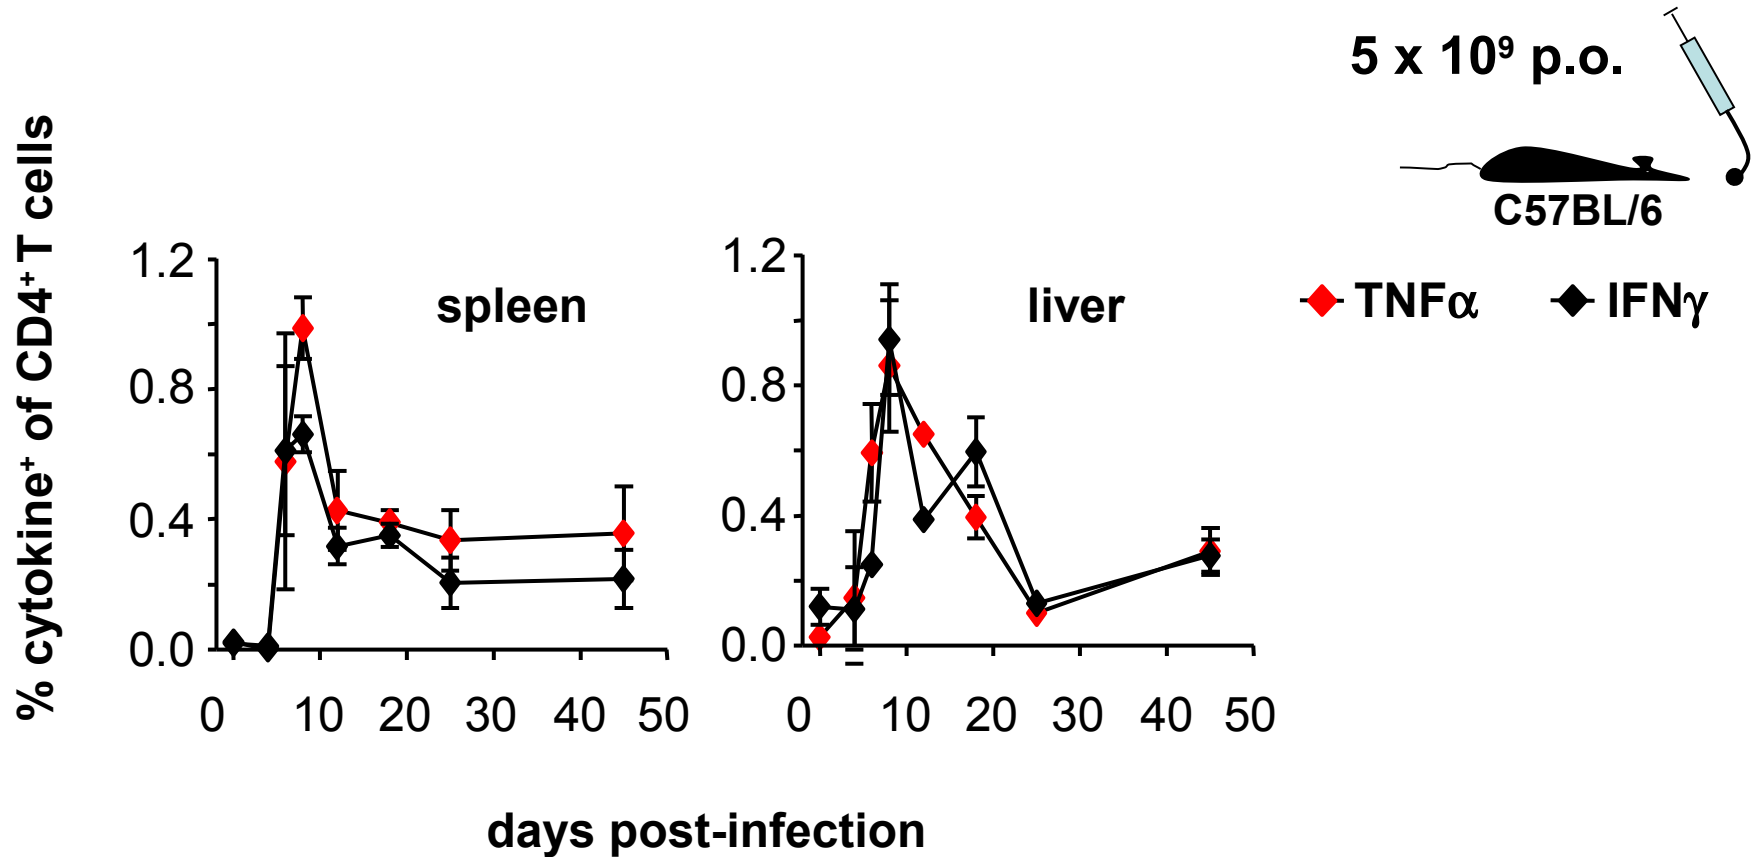 5 x 10⁹ p.o.
C57BL/6
% cytokine⁺ of CD4⁺ T cells
1.2
0.8
0.4
0.0
spleen
0 10 20 30 40 50
1.2
0.8
0.4
0.0
liver
0 10 20 30 40 50
TNFα IFNγ
days post-infection